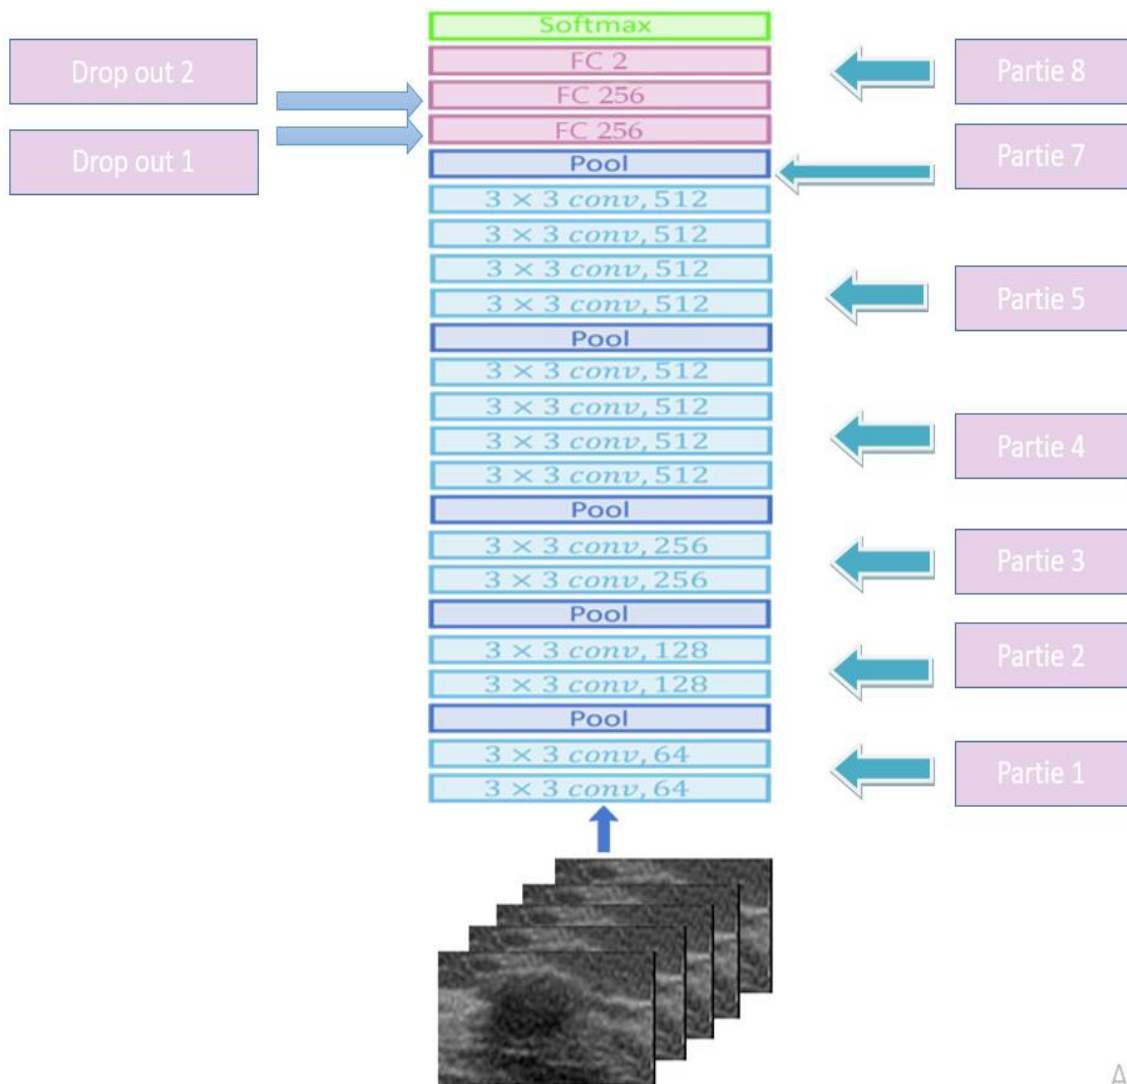 Softmax
FC 2
FC 256
FC 256
Pool
3 × 3 conv, 512
3 × 3 conv, 512
3 × 3 conv, 512
3 × 3 conv, 512
Pool
3 × 3 conv, 512
3 × 3 conv, 512
3 × 3 conv, 512
3 × 3 conv, 512
Pool
3 × 3 conv, 256
3 × 3 conv, 256
Pool
3 × 3 conv, 128
3 × 3 conv, 128
Pool
3 × 3 conv, 64
3 × 3 conv, 64
Drop out 2
Drop out 1
Partie 8
Partie 7
Partie 5
Partie 4
Partie 3
Partie 2
Partie 1